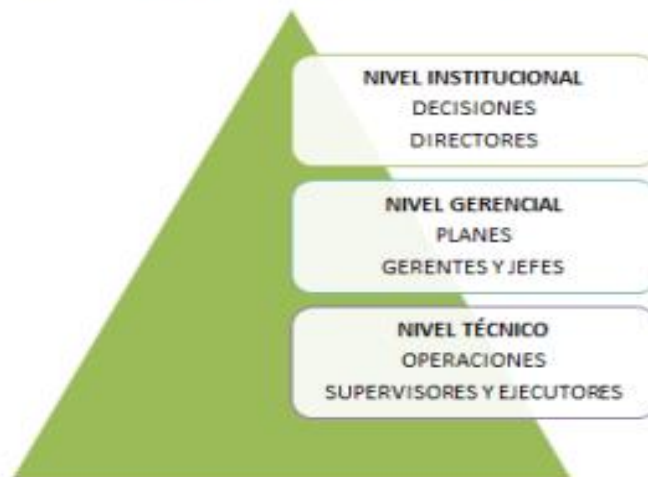 NIVEL INSTITUCIONAL
DECISIONES
DIRECTORES
NIVEL GERENCIAL
PLANES
GERENTES Y JEFES
NIVEL TÉCNICO
OPERACIONES
SUPERVISORES Y EJECUTORES